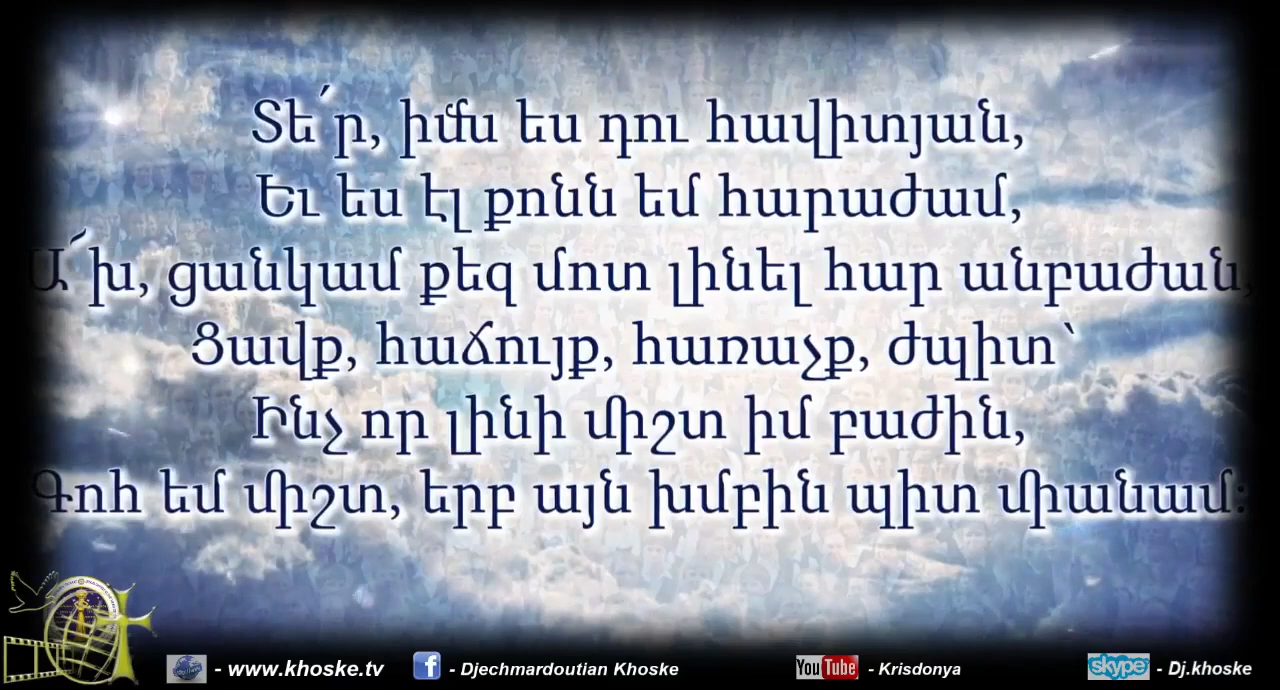 Տե՛ր, իմս ես դու հավիտյան,
Եւ ես էլ քոնն եմ հարաժամ,
Ա՜խ, ցանկամ քեզ մոտ լինել հար անբաժան,
Ցավք, հաճույք, հառաչք, ժպիտ՝
Ինչ որ լինի միշտ իմ բաժին,
Գոհ եմ միշտ, երբ այն խմբին պիտ միանամ։
- www.khoske.tv f - Djechmardoutian Khoske YouTube - Krisdonya skype - Dj.khoske